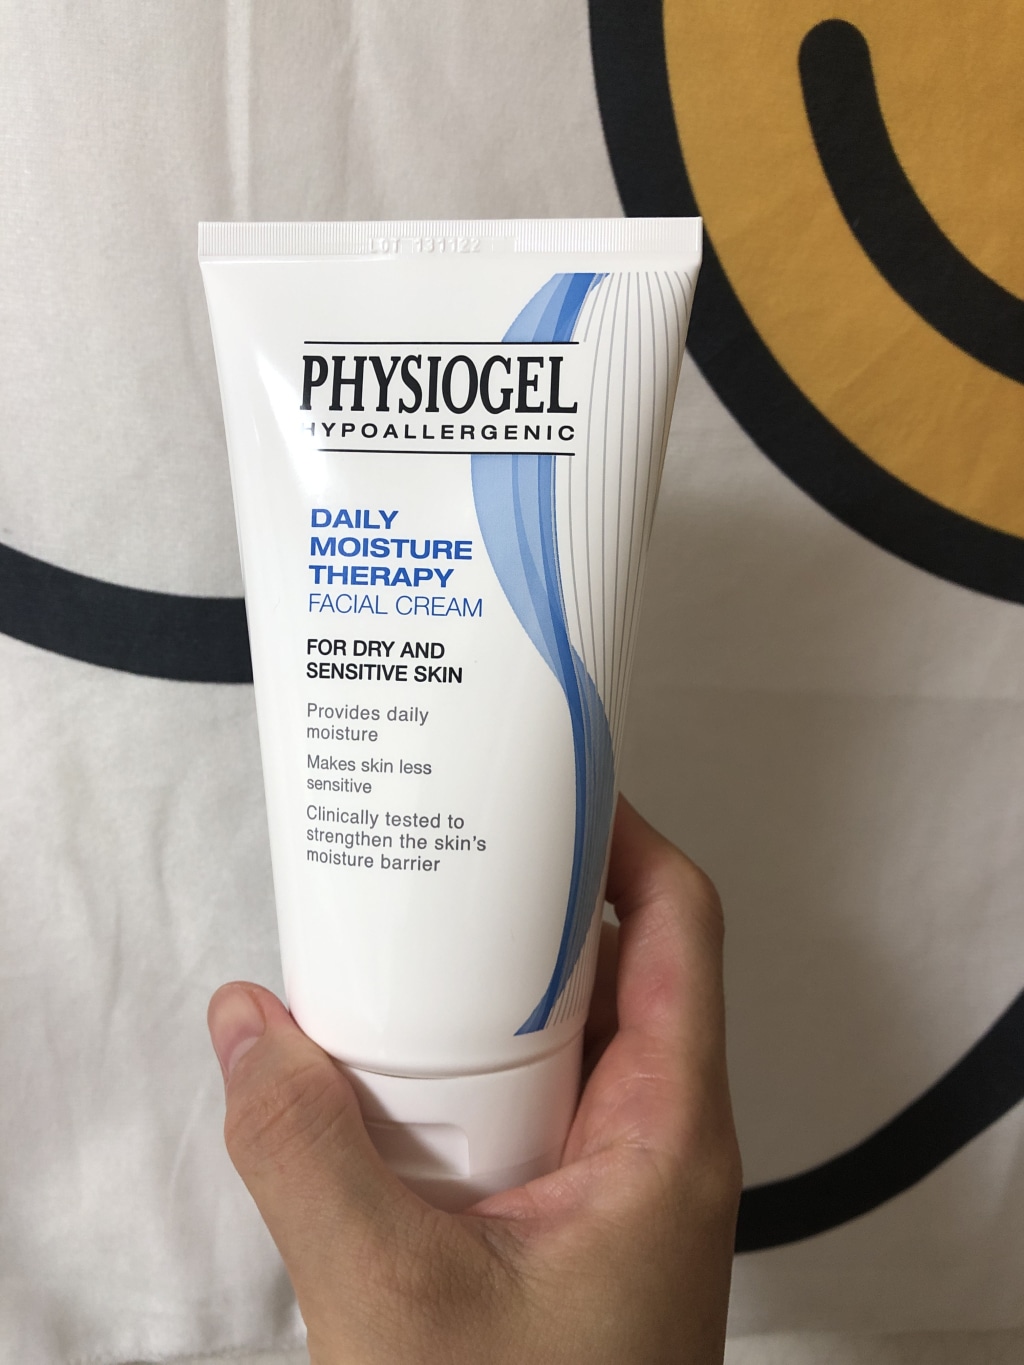 LOT 131122
PHYSIOGEL
HYPOALLERGENIC
DAILY
MOISTURE
THERAPY
FACIAL CREAM
FOR DRY AND
SENSITIVE SKIN
Provides daily
moisture
Makes skin less
sensitive
Clinically tested to
strengthen the skin's
moisture barrier